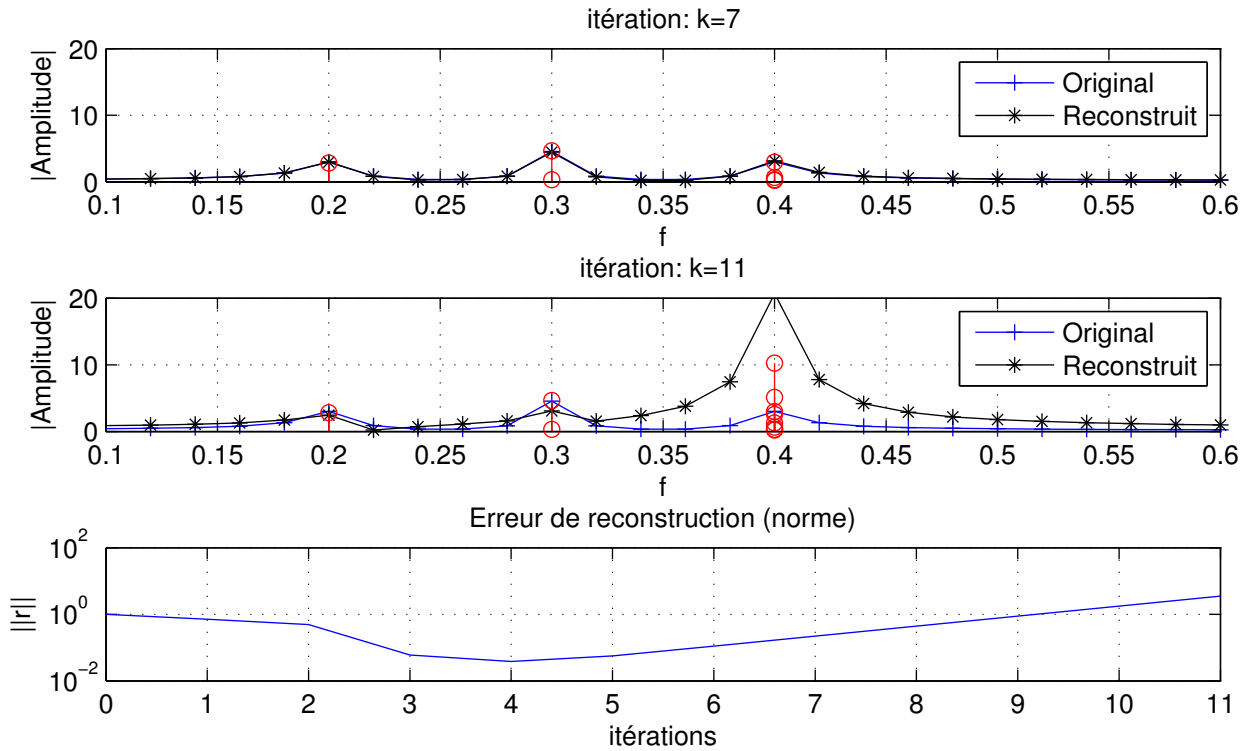 itération: k=7
|Amplitude|
20
10
0
Original
Reconstruit
0.1 0.15 0.2 0.25 0.3 0.35 0.4 0.45 0.5 0.55 0.6
f
itération: k=11
|Amplitude|
20
10
0
Original
Reconstruit
0.1 0.15 0.2 0.25 0.3 0.35 0.4 0.45 0.5 0.55 0.6
f
Erreur de reconstruction (norme)
||r||
10^2
10^0
10^−2
0 1 2 3 4 5 6 7 8 9 10 11
itérations